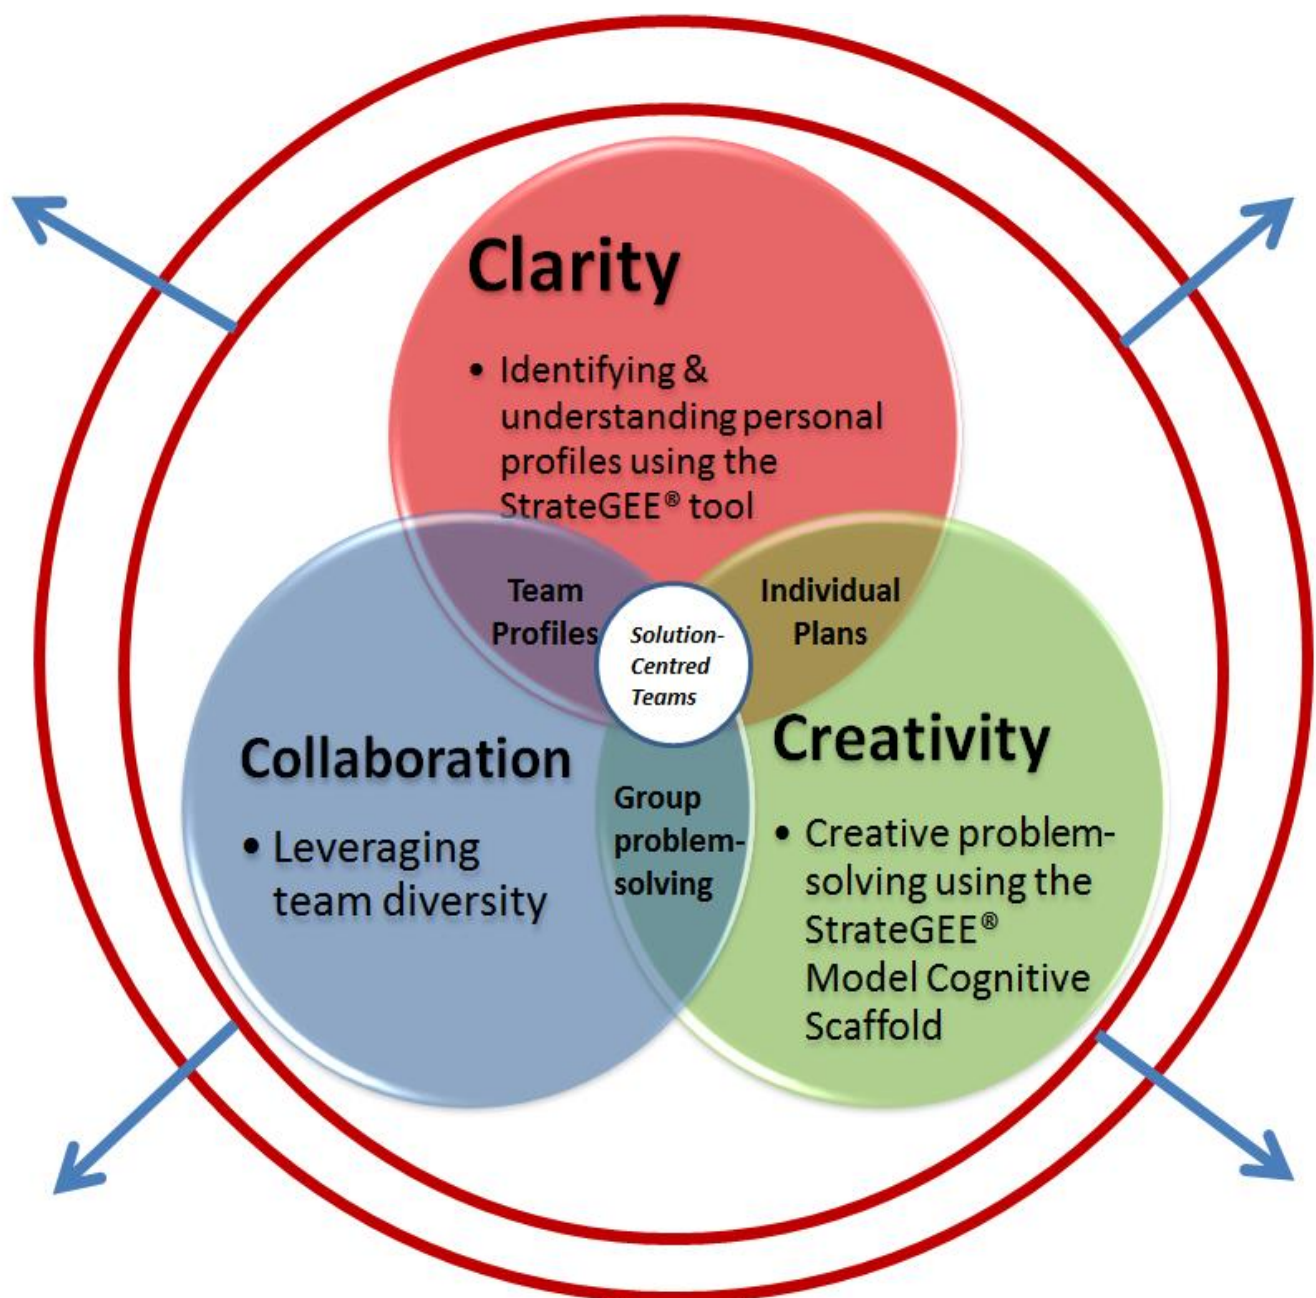 Clarity
• Identifying &
understanding personal
profiles using the
StrateGEE® tool
Team
Profiles
Individual
Plans
Solution-
Centred
Teams
Collaboration
• Leveraging
team diversity
Group
problem-
solving
Creativity
• Creative problem-
solving using the
StrateGEE®
Model Cognitive
Scaffold